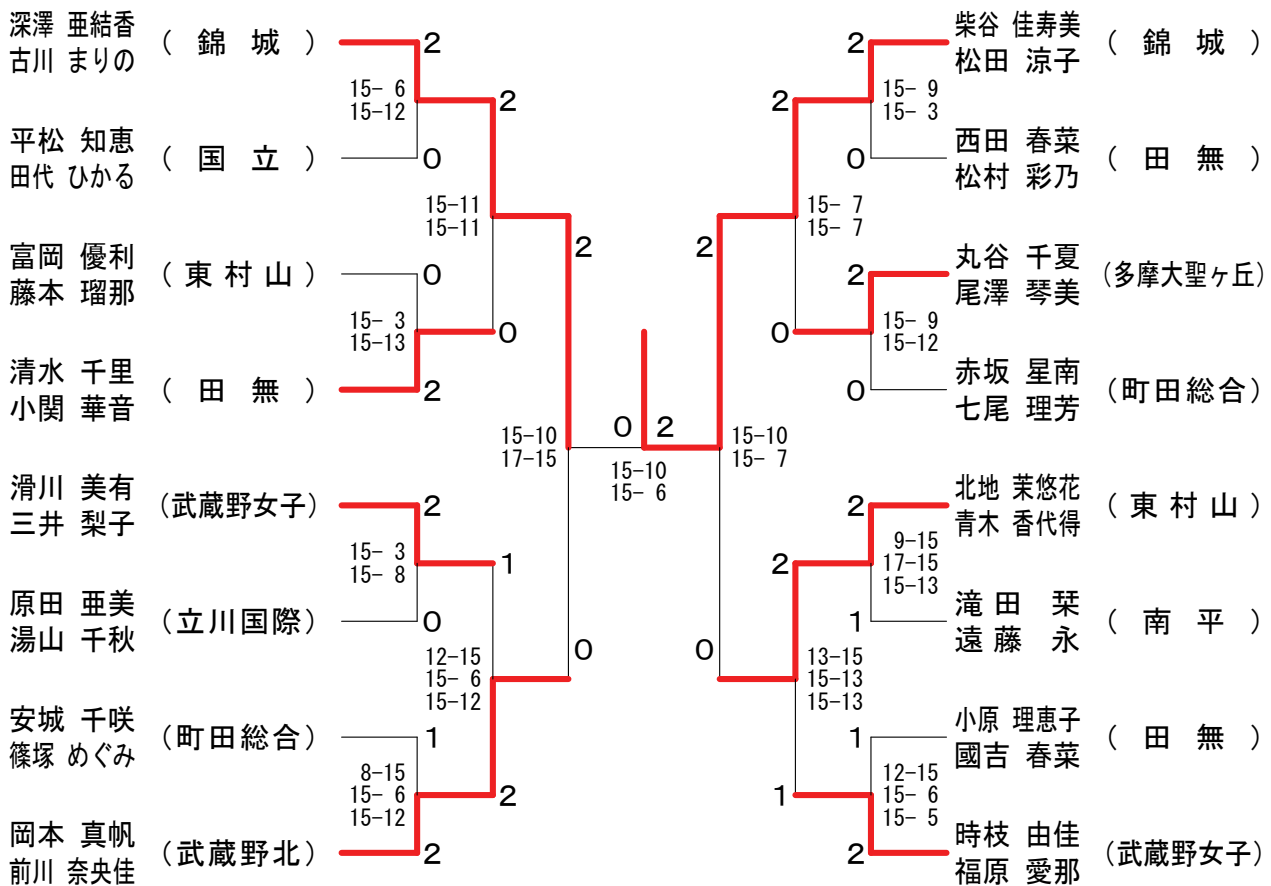 深澤 亜結香
古川 まりの
( 錦 城 )
2
15- 6
15-12
2
平松 知恵
田代 ひかる
( 国 立 )
0
15-11
15-11
2
富岡 優利
藤本 瑠那
( 東 村 山 )
0
15- 3
15-13
0
清水 千里
小関 華音
( 田 無 )
2
15-10
17-15
滑川 美有
三井 梨子
(武蔵野女子)
2
15- 3
15- 8
1
原田 亜美
湯山 千秋
(立川国際)
0
12-15
15- 6
15-12
0
安城 千咲
篠塚 めぐみ
(町田総合)
1
8-15
15- 6
15-12
2
岡本 真帆
前川 奈央佳
(武蔵野北)
2
0 2
15-10
15- 6
柴谷 佳寿美
松田 涼子
( 錦 城 )
2
15- 9
15- 3
2
西田 春菜
松村 彩乃
( 田 無 )
0
15- 7
15- 7
2
丸谷 千夏
尾澤 琴美
(多摩大聖ヶ丘)
2
15- 9
15-12
0
赤坂 星南
七尾 理芳
(町田総合)
0
15-10
15- 7
北地 茉悠花
青木 香代得
( 東 村 山 )
2
9-15
17-15
15-13
2
滝田 栞
遠藤 永
( 南 平 )
1
13-15
15-13
15-13
0
小原 理恵子
國吉 春菜
( 田 無 )
1
12-15
15- 6
15- 5
1
時枝 由佳
福原 愛那
(武蔵野女子)
2